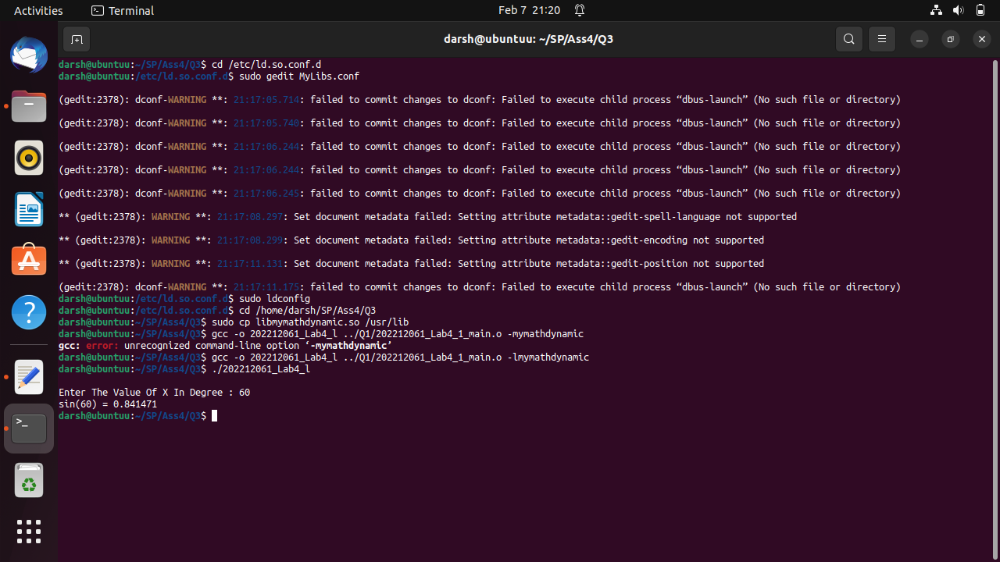 Activities Terminal Feb 7 21:20
darsh@ubuntuu: ~/SP/Ass4/Q3
darsh@ubuntuu:~/SP/Ass4/Q3$ cd /etc/ld.so.conf.d
darsh@ubuntuu:/etc/ld.so.conf.d$ sudo gedit MyLibs.conf
(gedit:2378): dconf-WARNING **: 21:17:05.714: failed to commit changes to dconf: Failed to execute child process “dbus-launch” (No such file or directory)
(gedit:2378): dconf-WARNING **: 21:17:05.740: failed to commit changes to dconf: Failed to execute child process “dbus-launch” (No such file or directory)
(gedit:2378): dconf-WARNING **: 21:17:06.244: failed to commit changes to dconf: Failed to execute child process “dbus-launch” (No such file or directory)
(gedit:2378): dconf-WARNING **: 21:17:06.244: failed to commit changes to dconf: Failed to execute child process “dbus-launch” (No such file or directory)
(gedit:2378): dconf-WARNING **: 21:17:06.245: failed to commit changes to dconf: Failed to execute child process “dbus-launch” (No such file or directory)
** (gedit:2378): WARNING **: 21:17:08.297: Set document metadata failed: Setting attribute metadata::gedit-spell-language not supported
** (gedit:2378): WARNING **: 21:17:08.299: Set document metadata failed: Setting attribute metadata::gedit-encoding not supported
** (gedit:2378): WARNING **: 21:17:11.131: Set document metadata failed: Setting attribute metadata::gedit-position not supported
(gedit:2378): dconf-WARNING **: 21:17:11.175: failed to commit changes to dconf: Failed to execute child process “dbus-launch” (No such file or directory)
darsh@ubuntuu:/etc/ld.so.conf.d$ sudo ldconfig
darsh@ubuntuu:/etc/ld.so.conf.d$ cd /home/darsh/SP/Ass4/Q3
darsh@ubuntuu:~/SP/Ass4/Q3$ sudo cp libmymathdynamic.so /usr/lib
darsh@ubuntuu:~/SP/Ass4/Q3$ gcc -o 202212061_Lab4_l ../Q1/202212061_Lab4_1_main.o -mymathdynamic
gcc: error: unrecognized command-line option ‘-mymathdynamic’
darsh@ubuntuu:~/SP/Ass4/Q3$ gcc -o 202212061_Lab4_l ../Q1/202212061_Lab4_1_main.o -lmymathdynamic
darsh@ubuntuu:~/SP/Ass4/Q3$ ./202212061_Lab4_l
Enter The Value Of X In Degree : 60
sin(60) = 0.841471
darsh@ubuntuu:~/SP/Ass4/Q3$